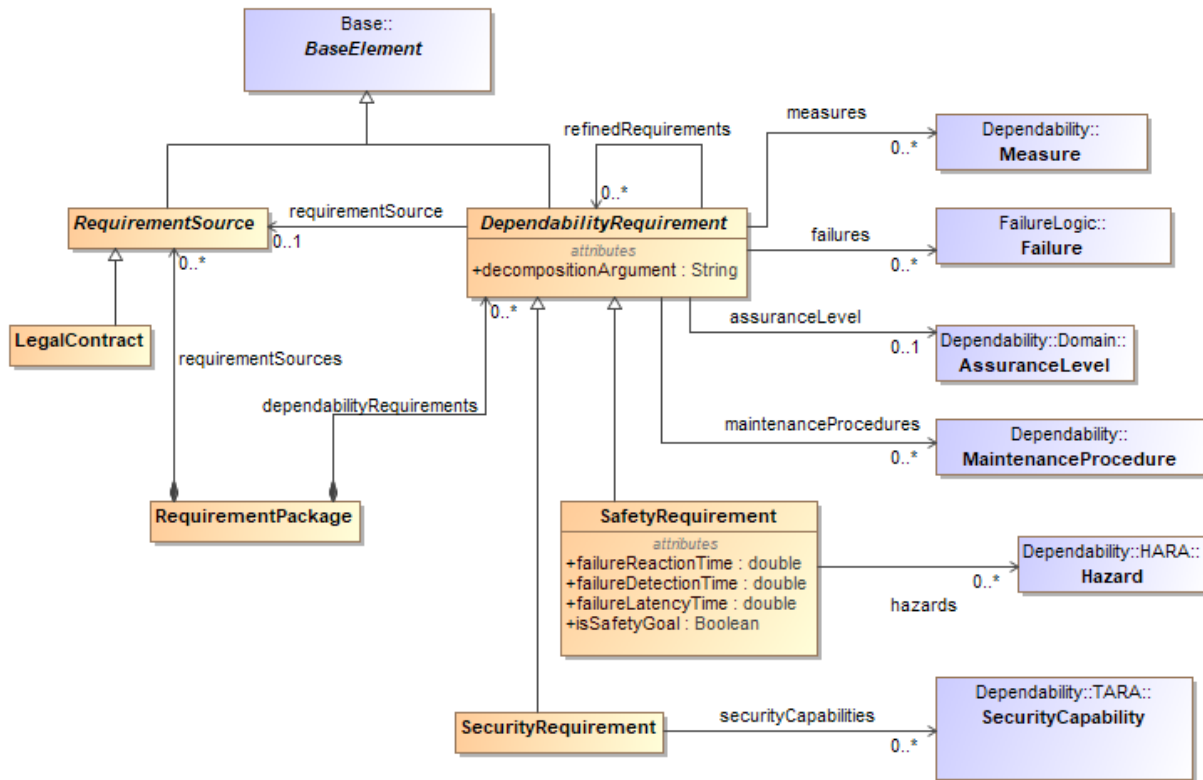 Base::
BaseElement
refinedRequirements
0..*
measures
0..*
Dependability::
Measure
RequirementSource
requirementSource
0..1
0..*
DependabilityRequirement
attributes
+decompositionArgument : String
0..*
failures
0..*
FailureLogic::
Failure
LegalContract
requirementSources
assuranceLevel
0..1
Dependability::Domain::
AssuranceLevel
dependabilityRequirements
maintenanceProcedures
0..*
Dependability::
MaintenanceProcedure
RequirementPackage
SafetyRequirement
attributes
+failureReactionTime : double
+failureDetectionTime : double
+failureLatencyTime : double
+isSafetyGoal : Boolean
hazards
0..*
Dependability::HARA::
Hazard
SecurityRequirement
securityCapabilities
0..*
Dependability::TARA::
SecurityCapability